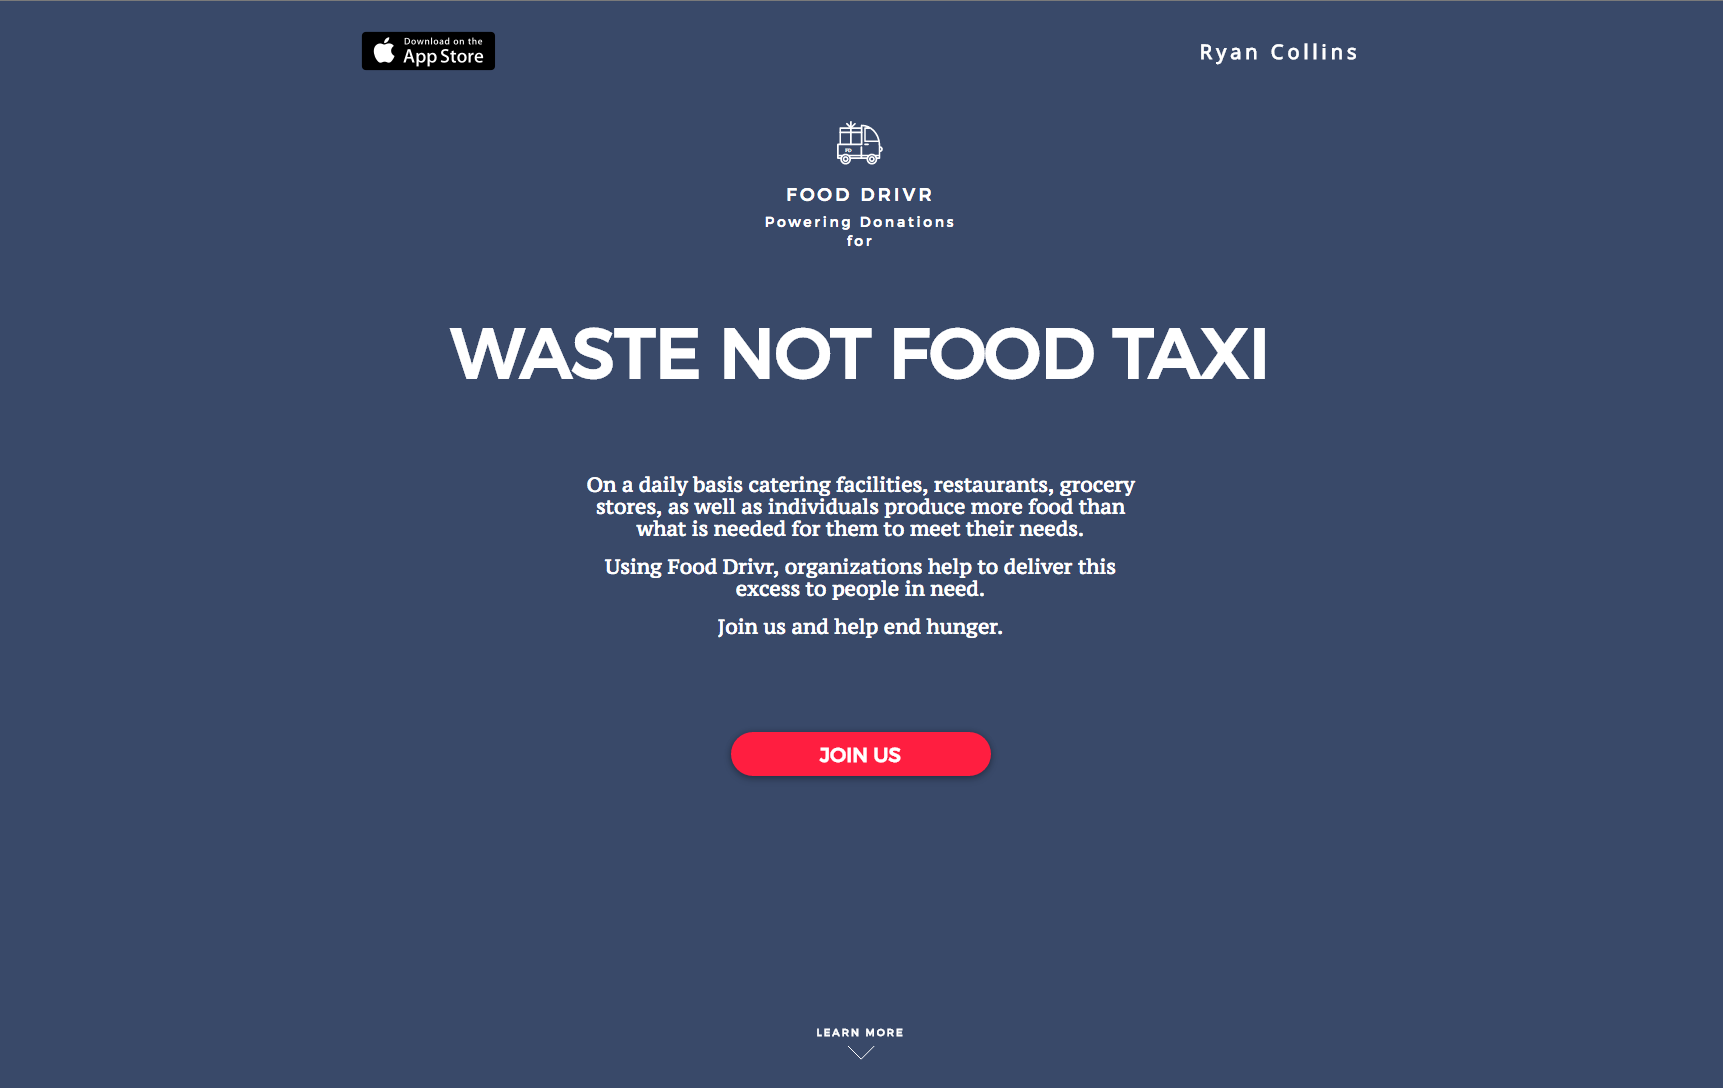 Download on the
App Store
Ryan Collins
FD
FOOD DRIVR
Powering Donations
for
WASTE NOT FOOD TAXI
On a daily basis catering facilities, restaurants, grocery
stores, as well as individuals produce more food than
what is needed for them to meet their needs.
Using Food Drivr, organizations help to deliver this
excess to people in need.
Join us and help end hunger.
JOIN US
LEARN MORE